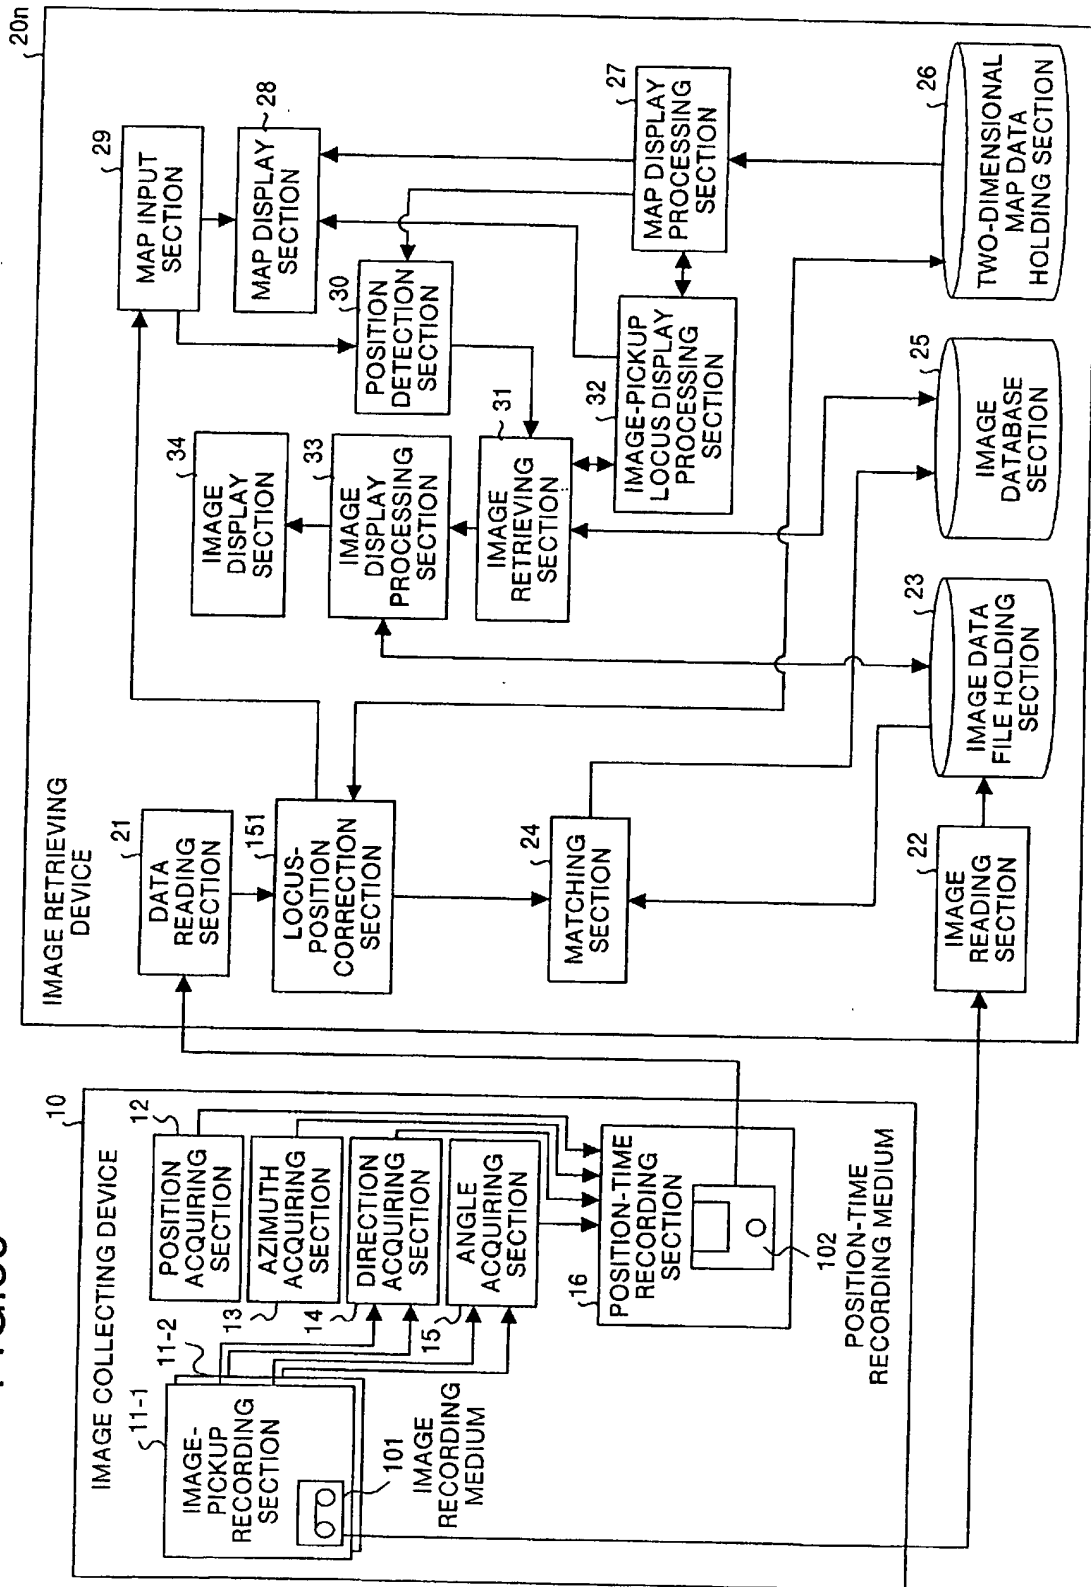 20n
IMAGE RETRIEVING
DEVICE
21
DATA
READING
SECTION
151
LOCUS-
POSITION
CORRECTION
SECTION
24
MATCHING
SECTION
22
IMAGE
READING
SECTION
34
IMAGE
DISPLAY
SECTION
33
IMAGE
DISPLAY
PROCESSING
SECTION
31
IMAGE
RETRIEVING
SECTION
29
MAP INPUT
SECTION
28
MAP DISPLAY
SECTION
30
POSITION
DETECTION
SECTION
32
IMAGE-PICKUP
LOCUS DISPLAY
PROCESSING
SECTION
27
MAP DISPLAY
PROCESSING
SECTION
23
IMAGE DATA
FILE HOLDING
SECTION
25
IMAGE
DATABASE
SECTION
26
TWO-DIMENSIONAL
MAP DATA
HOLDING SECTION
10
IMAGE COLLECTING DEVICE
11-1
11-2
IMAGE-
PICKUP
RECORDING
SECTION
101
IMAGE
RECORDING
MEDIUM
12
POSITION
ACQUIRING
SECTION
13
AZIMUTH
ACQUIRING
SECTION
14
DIRECTION
ACQUIRING
SECTION
15
ANGLE
ACQUIRING
SECTION
16
POSITION-TIME
RECORDING
SECTION
102
POSITION-TIME
RECORDING MEDIUM